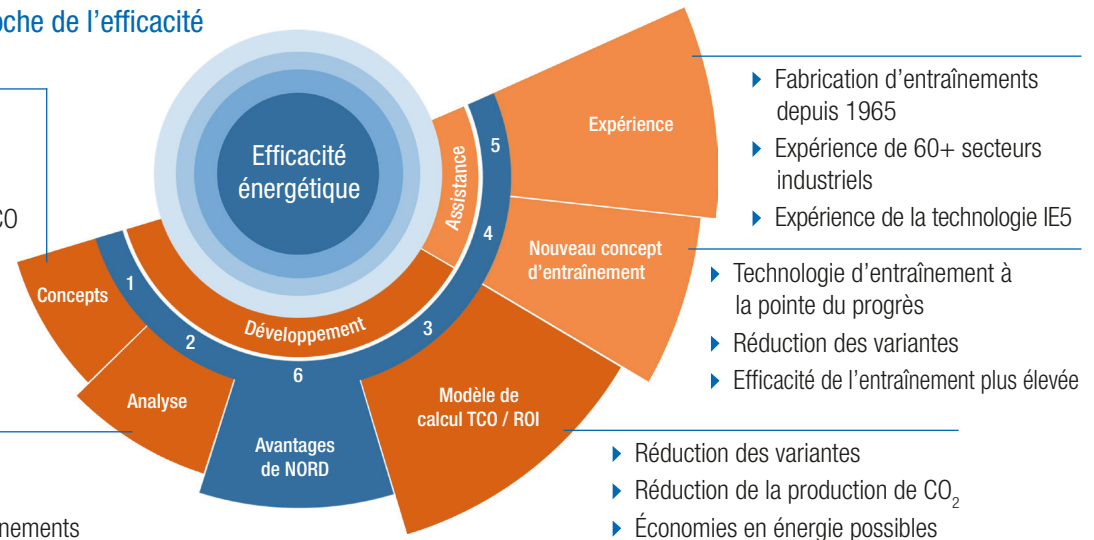 oche de l'efficacité
CO
nements
Efficacité
énergétique
Assistance
Développement
1
2
3
4
5
6
Concepts
Analyse
Avantages
de NORD
Modèle de
calcul TCO / ROI
Nouveau concept
d'entraînement
Expérience
Fabrication d'entraînements
depuis 1965
Expérience de 60+ secteurs
industriels
Expérience de la technologie IE5
Technologie d'entraînement à
la pointe du progrès
Réduction des variantes
Efficacité de l'entraînement plus élevée
Réduction des variantes
Réduction de la production de CO₂
Économies en énergie possibles